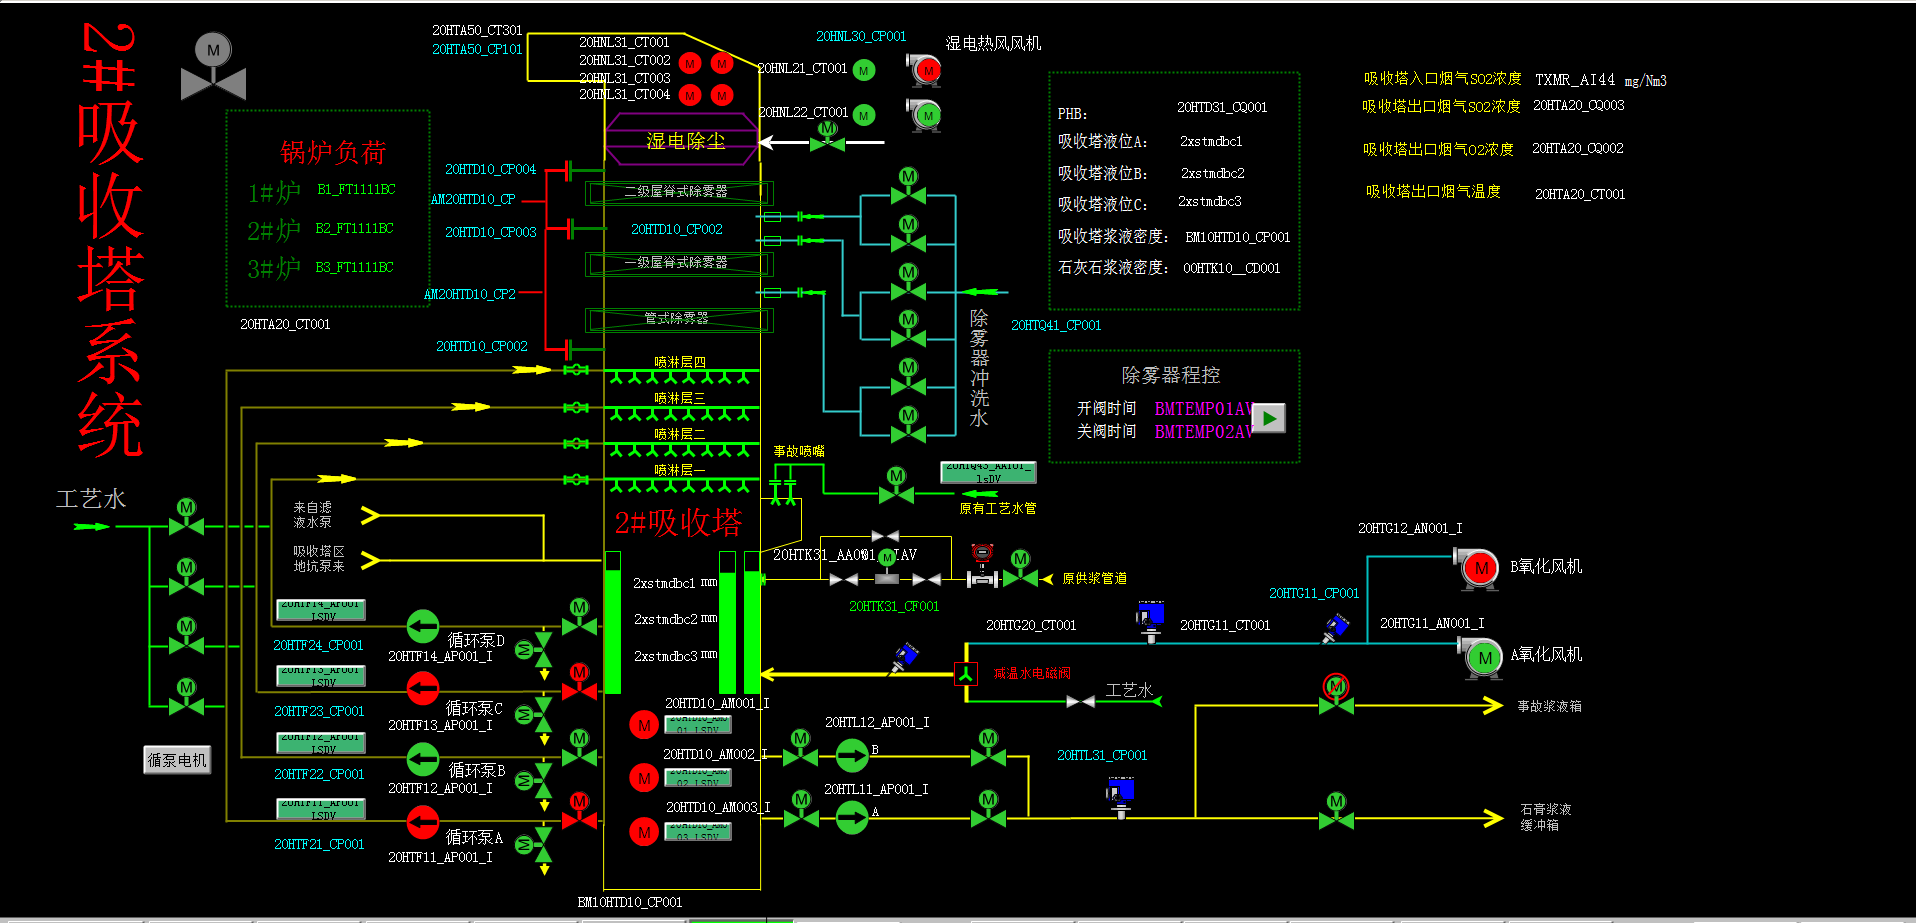 2#吸收塔系统
M
锅炉负荷
1#炉 B1_FT1111BC
2#炉 B2_FT1111BC
3#炉 B3_FT1111BC
20HTA20_CT001
20HTA50_CT301
20HTA50_CP101
20HNL31_CT001
20HNL31_CT002
20HNL31_CT003
20HNL31_CT004
M M
M M
20HNL30_CP001
湿电热风风机
20HNL21_CT001 M M
20HNL22_CT001 M M
M
湿电除尘
20HTD10_CP004
AM20HTD10_CP
20HTD10_CP003
AM20HTD10_CP2
20HTD10_CP002
二级屋脊式除雾器
20HTD10_CP002
一级屋脊式除雾器
管式除雾器
喷淋层四
喷淋层三
喷淋层二
喷淋层一
M
M
M
M
M
M
除雾器冲洗水
20HTQ41_CP001
PHB: 20HTD31_CQ001
吸收塔液位A: 2xstmdbc1
吸收塔液位B: 2xstmdbc2
吸收塔液位C: 2xstmdbc3
吸收塔浆液密度: BM10HTD10_CP001
石灰石浆液密度: 00HTK10__CD001
吸收塔入口烟气SO2浓度 TXMR_AI44 mg/Nm3
吸收塔出口烟气SO2浓度 20HTA20_CQ003
吸收塔出口烟气O2浓度 20HTA20_CQ002
吸收塔出口烟气温度 20HTA20_CT001
除雾器程控
开阀时间 BMTEMP01AV
关阀时间 BMTEMP02AV
事故喷嘴
M
20HTQ43_AA101_
lsDV
原有工艺水管
工艺水
M
M
M
M
来自滤
液水泵
吸收塔区
地坑泵来
2#吸收塔
2xstmdbc1 mm
2xstmdbc2 mm
2xstmdbc3 mm
M
M
原供浆管道
20HTK31_CF001
20HTF14_AP001
LSDV
20HTF24_CP001
循环泵D
20HTF14_AP001_I
M
M
20HTF13_AP001
LSDV
20HTF23_CP001
循环泵C
20HTF13_AP001_I
M
M
20HTF12_AP001
LSDV
20HTF22_CP001
循环泵B
20HTF12_AP001_I
M
M
20HTF11_AP001
LSDV
20HTF21_CP001
循环泵A
20HTF11_AP001_I
M
M
循泵电机
20HTD10_AM001_I
M
20HTD10_AM0
01_LSDV
20HTD10_AM002_I
M
20HTD10_AM0
02_LSDV
20HTD10_AM003_I
M
20HTD10_AM0
03_LSDV
BM10HTD10_CP001
20HTG20_CT001
20HTG11_CT001
20HTG11_CP001
20HTG12_AN001_I
M
B氧化风机
20HTG11_AN001_I
M
A氧化风机
减温水电磁阀
工艺水
20HTL12_AP001_I
M B M
20HTL11_AP001_I
M A M
20HTL31_CP001
M
事故浆液箱
M
石膏浆液
缓冲箱